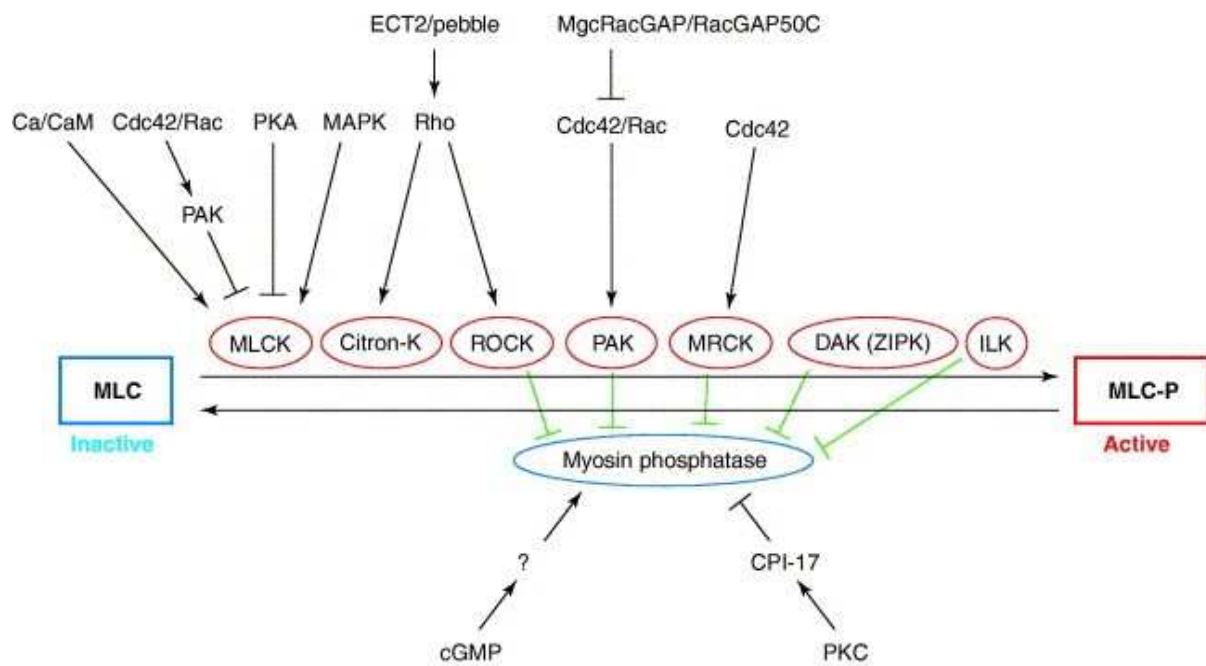 ECT2/pebble MgcRacGAP/RacGAP50C
Ca/CaM Cdc42/Rac PKA MAPK Rho Cdc42/Rac Cdc42
PAK
MLCK Citron-K ROCK PAK MRCK DAK (ZIPK) ILK
MLC MLC-P
Inactive Active
Myosin phosphatase
? CPI-17
cGMP PKC